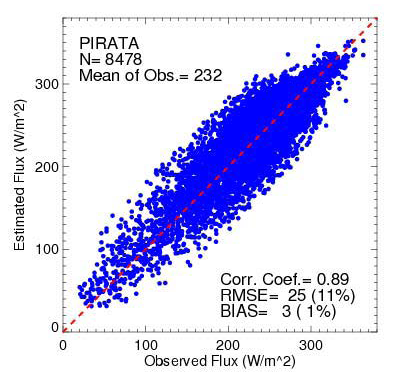 PIRATA
N= 8478
Mean of Obs.= 232
300
200
100
0
Estimated Flux (W/m^2)
Corr. Coef.= 0.89
RMSE= 25 (11%)
BIAS= 3 ( 1%)
0 100 200 300
Observed Flux (W/m^2)